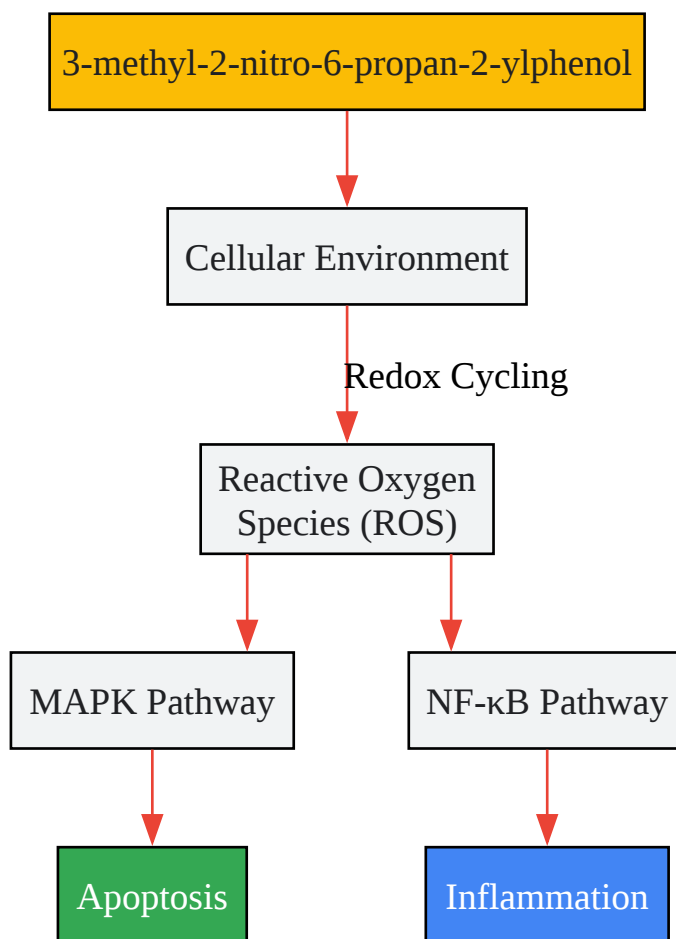 3-methyl-2-nitro-6-propan-2-ylphenol
Cellular Environment
Redox Cycling
Reactive Oxygen
Species (ROS)
MAPK Pathway
NF-κB Pathway
Apoptosis
Inflammation